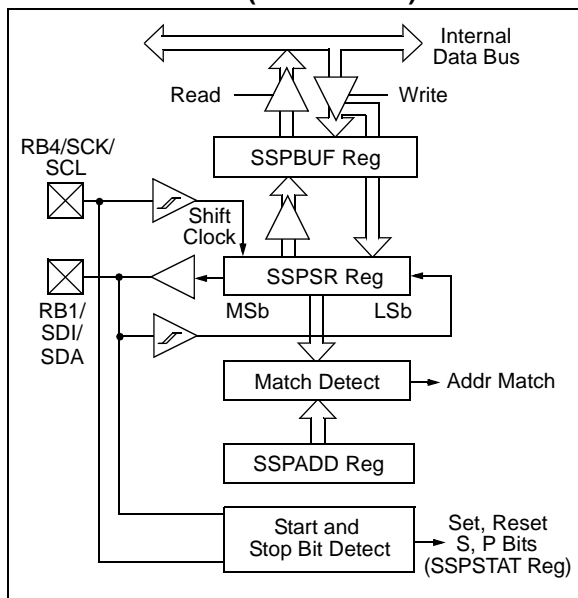 Internal
Data Bus
Read
Write
RB4/SCK/
SCL
SSPBUF Reg
Shift
Clock
SSPSR Reg
MSb
LSb
RB1/
SDI/
SDA
Match Detect
Addr Match
SSPADD Reg
Start and
Stop Bit Detect
Set, Reset
S, P Bits
(SSPSTAT Reg)